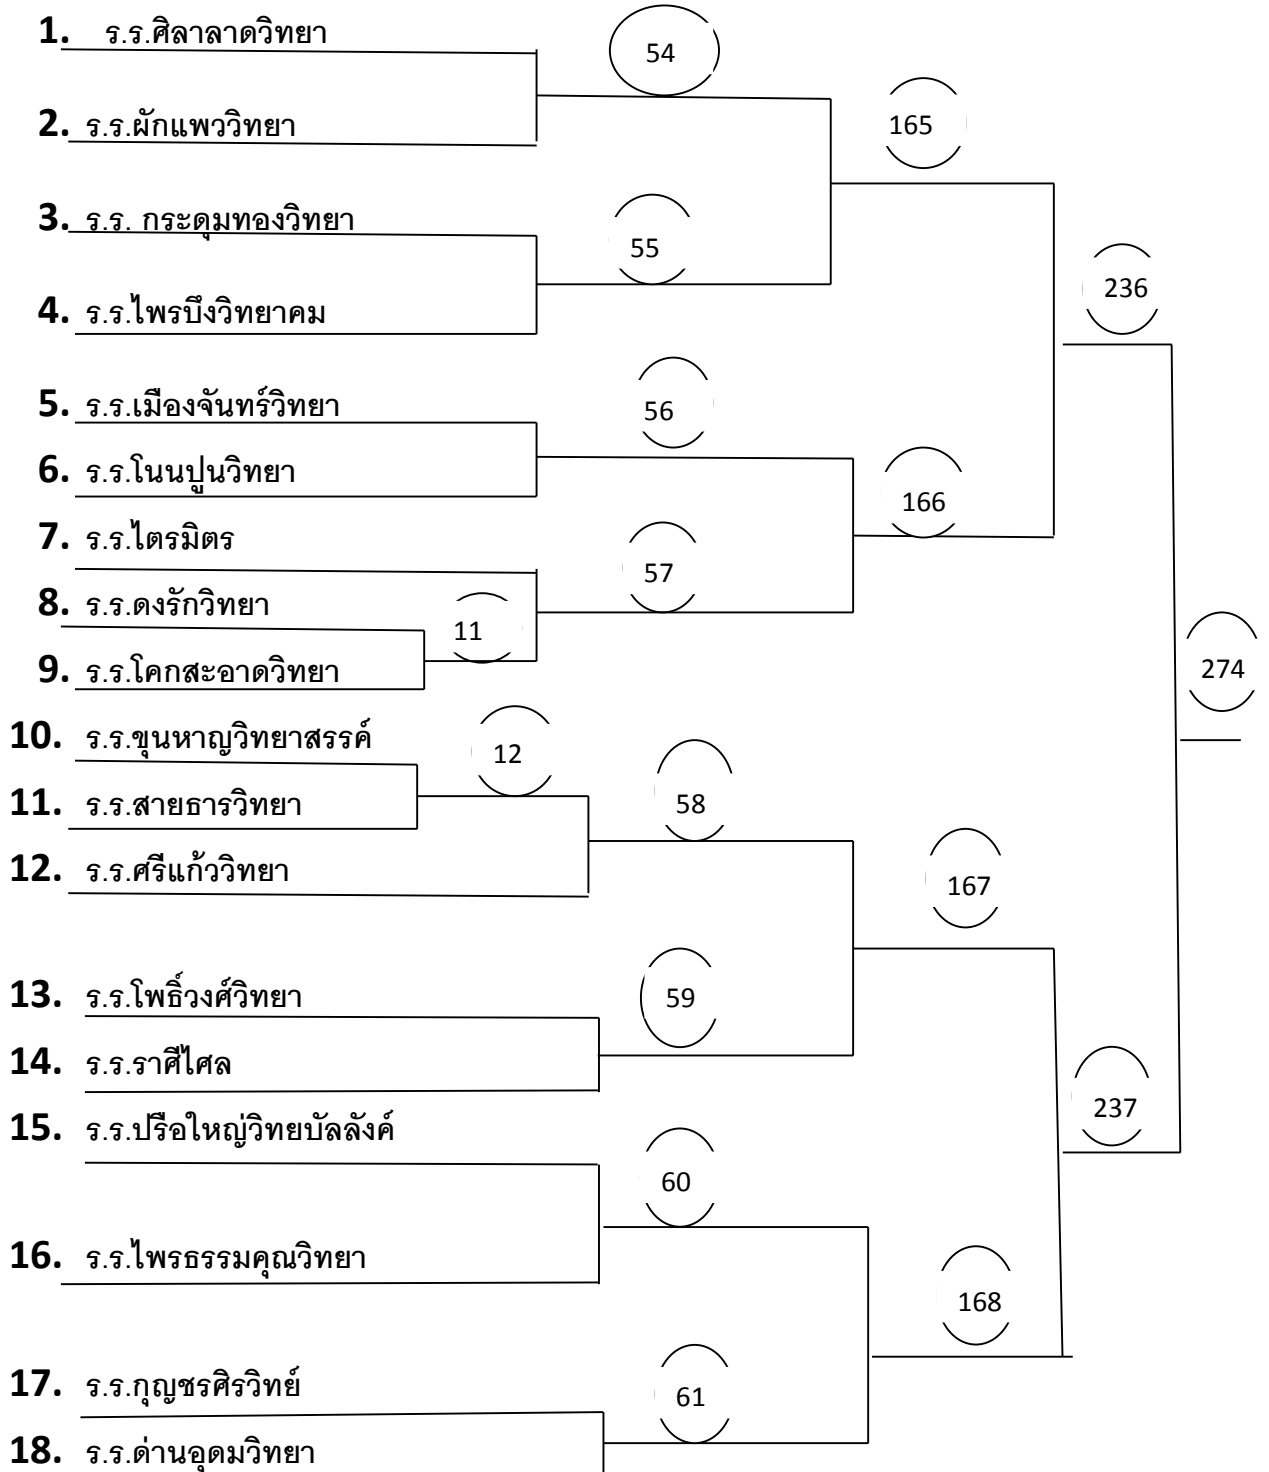 1. ร.ร.ศิลาลาดวิทยา
54
2. ร.ร.ผักแพววิทยา
165
3. ร.ร. กระดุมทองวิทยา
55
4. ร.ร.ไพรบึงวิทยาคม
236
5. ร.ร.เมืองจันทร์วิทยา
56
6. ร.ร.โนนปูนวิทยา
166
7. ร.ร.ไตรมิตร
57
8. ร.ร.ดงรักวิทยา
11
9. ร.ร.โคกสะอาดวิทยา
274
10. ร.ร.ขุนหาญวิทยาสรรค์
12
11. ร.ร.สายธารวิทยา
58
12. ร.ร.ศรีแก้ววิทยา
167
13. ร.ร.โพธิ์วงศ์วิทยา
59
14. ร.ร.ราศีไศล
15. ร.ร.ปรือใหญ่วิทยบัลลังค์
237
60
16. ร.ร.ไพรธรรมคุณวิทยา
168
17. ร.ร.กุญชรศิรวิทย์
61
18. ร.ร.ด่านอุดมวิทยา